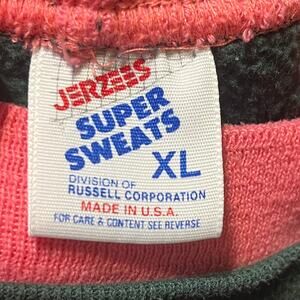 JERZEES
SUPER
SWEATS
XL
DIVISION OF
RUSSELL CORPORATION
MADE IN U.S.A.
FOR CARE & CONTENT SEE REVERSE